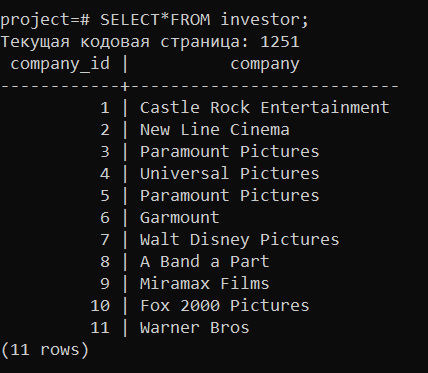 project=# SELECT*FROM investor;
Текущая кодовая страница: 1251
 company_id |          company
------------+---------------------------
          1 | Castle Rock Entertainment
          2 | New Line Cinema
          3 | Paramount Pictures
          4 | Universal Pictures
          5 | Paramount Pictures
          6 | Garmount
          7 | Walt Disney Pictures
          8 | A Band a Part
          9 | Miramax Films
         10 | Fox 2000 Pictures
         11 | Warner Bros
(11 rows)